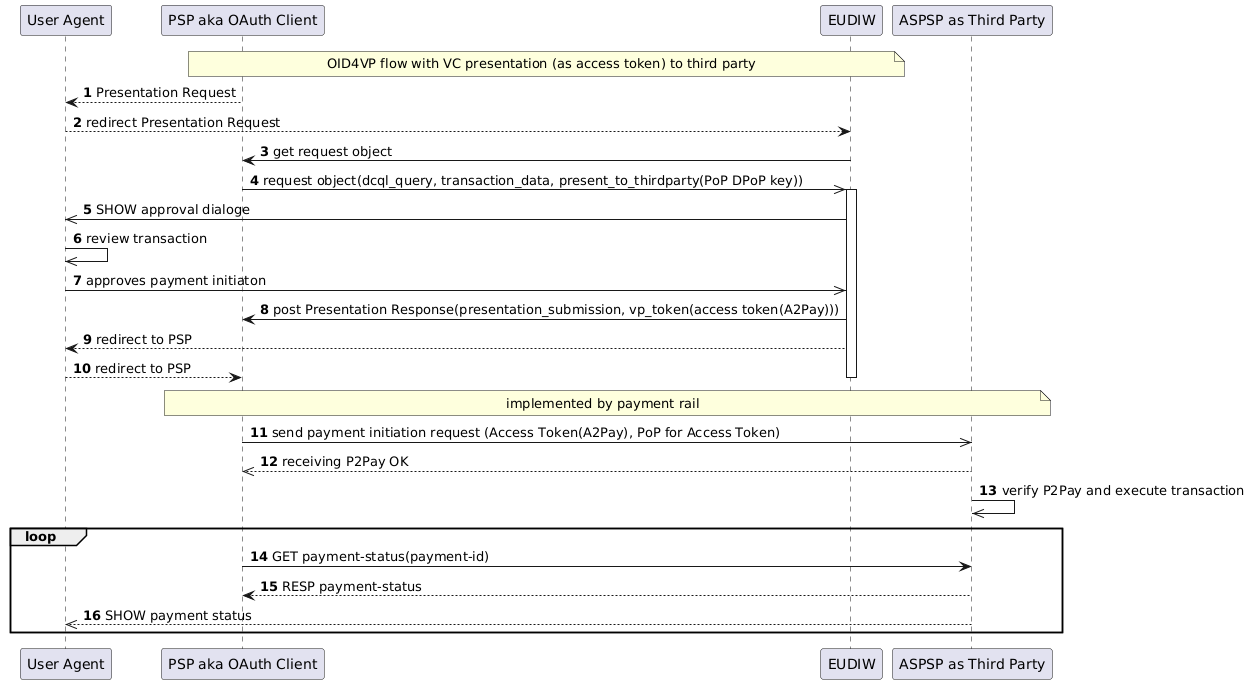 User Agent
PSP aka OAuth Client
EUDIW
ASPSP as Third Party
OID4VP flow with VC presentation (as access token) to third party
1 Presentation Request
2 redirect Presentation Request
3 get request object
4 request object(dcql_query, transaction_data, present_to_thirdparty(PoP DPoP key))
5 SHOW approval dialoge
6 review transaction
7 approves payment initiaton
8 post Presentation Response(presentation_submission, vp_token(access token(A2Pay)))
9 redirect to PSP
10 redirect to PSP
implemented by payment rail
11 send payment initiation request (Access Token(A2Pay), PoP for Access Token)
12 receiving P2Pay OK
13 verify P2Pay and execute transaction
loop
14 GET payment-status(payment-id)
15 RESP payment-status
16 SHOW payment status
User Agent
PSP aka OAuth Client
EUDIW
ASPSP as Third Party